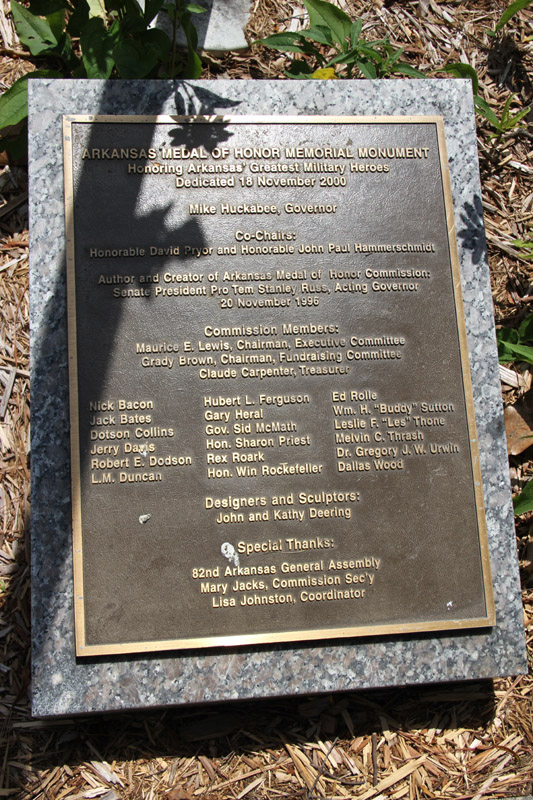 ARKANSAS MEDAL OF HONOR MEMORIAL MONUMENT
Honoring Arkansas' Greatest Military Heroes
Dedicated 18 November 2000
Mike Huckabee, Governor
Co-Chairs:
Honorable David Pryor and Honorable John Paul Hammerschmidt
Author and Creator of Arkansas Medal of Honor Commission:
Senate President Pro Tem Stanley Russ, Acting Governor
20 November 1996
Commission Members:
Maurice E. Lewis, Chairman, Executive Committee
Grady Brown, Chairman, Fundraising Committee
Claude Carpenter, Treasurer
Nick Bacon
Jack Bates
Dotson Collins
Jerry Davis
Robert E. Dodson
L.M. Duncan
Hubert L. Ferguson
Gary Heral
Gov. Sid McMath
Hon. Sharon Priest
Rex Roark
Hon. Win Rockefeller
Ed Rolle
Wm. H. "Buddy" Sutton
Leslie F. "Les" Thone
Melvin C. Thrash
Dr. Gregory J. W. Urwin
Dallas Wood
Designers and Sculptors:
John and Kathy Deering
Special Thanks:
82nd Arkansas General Assembly
Mary Jacks, Commission Sec'y
Lisa Johnston, Coordinator